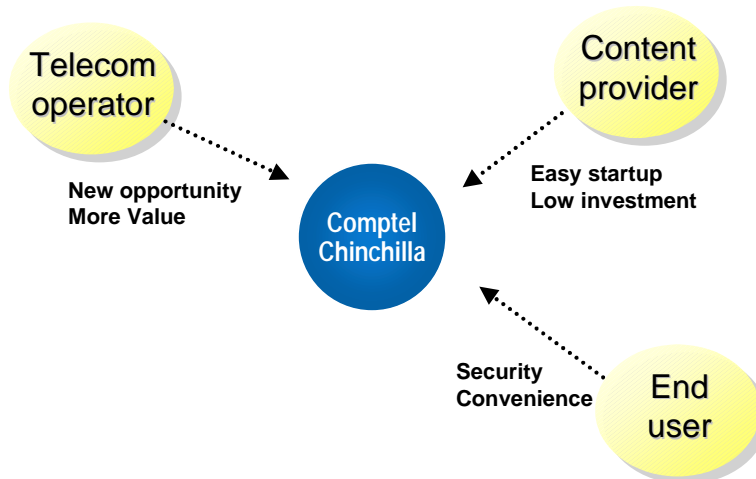 Telecom
operator
Content
provider
New opportunity
More Value
Easy startup
Low investment
Comptel
Chinchilla
Security
Convenience
End
user